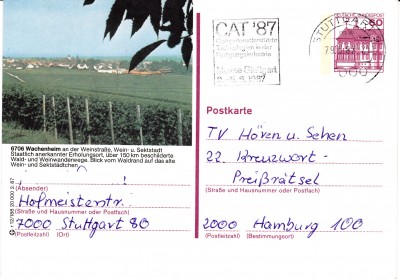 6706 Wachenheim an der Weinstraße, Wein- u. Sektstadt
Staatlich anerkannter Erholungsort, über 150 km beschilderte
Wald- und Weinwanderwege. Blick vom Waldrand auf das alte
Wein- und Sektstädtchen
(Absender)
Hofmeisterstr.
(Straße und Hausnummer oder Postfach)
7000 Stuttgart 80
(Postleitzahl) (Ort)
CAT '87
in der
STUTTGART
60
Postkarte
TV Hören u. Sehen
22. Kreuzwort-
Preißrätsel
(Straße und Hausnummer oder Postfach)
2000 Hamburg 100
(Postleitzahl) (Bestimmungsort)